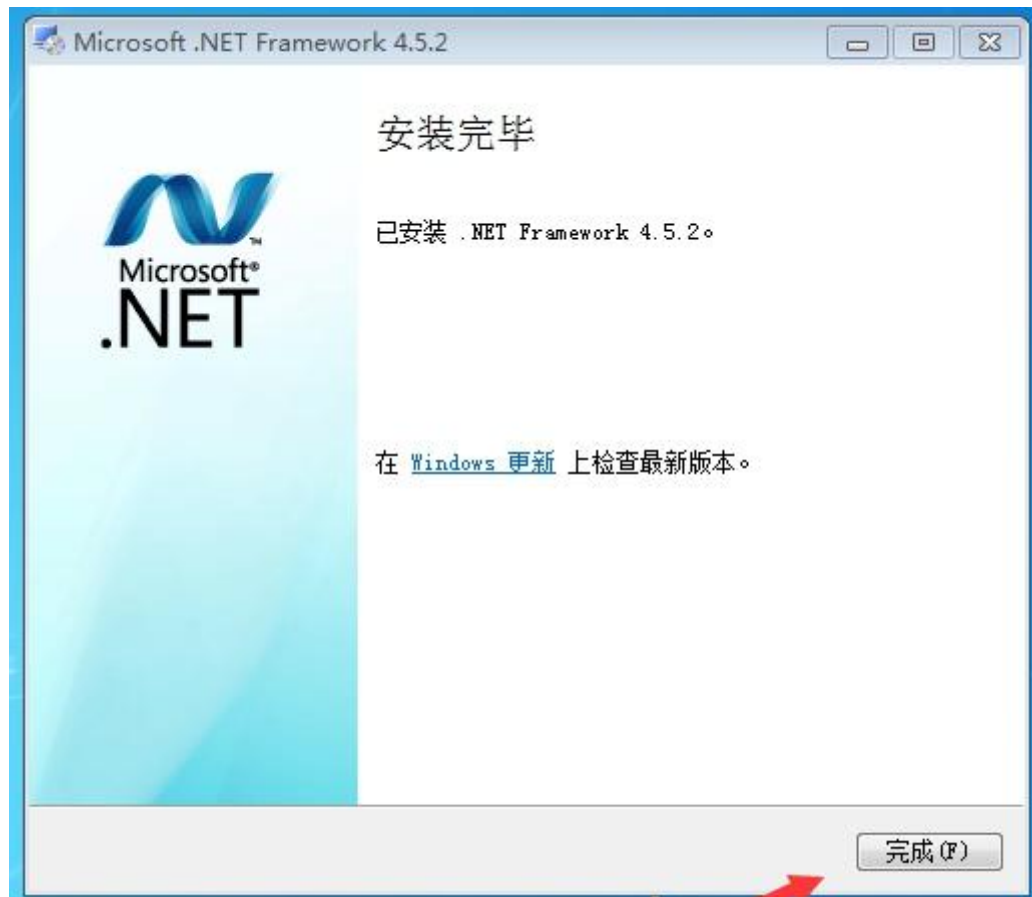 Microsoft .NET Framework 4.5.2
安装完毕
已安装 .NET Framework 4.5.2。
Microsoft®
.NET™
在 Windows 更新 上检查最新版本。
完成(F)